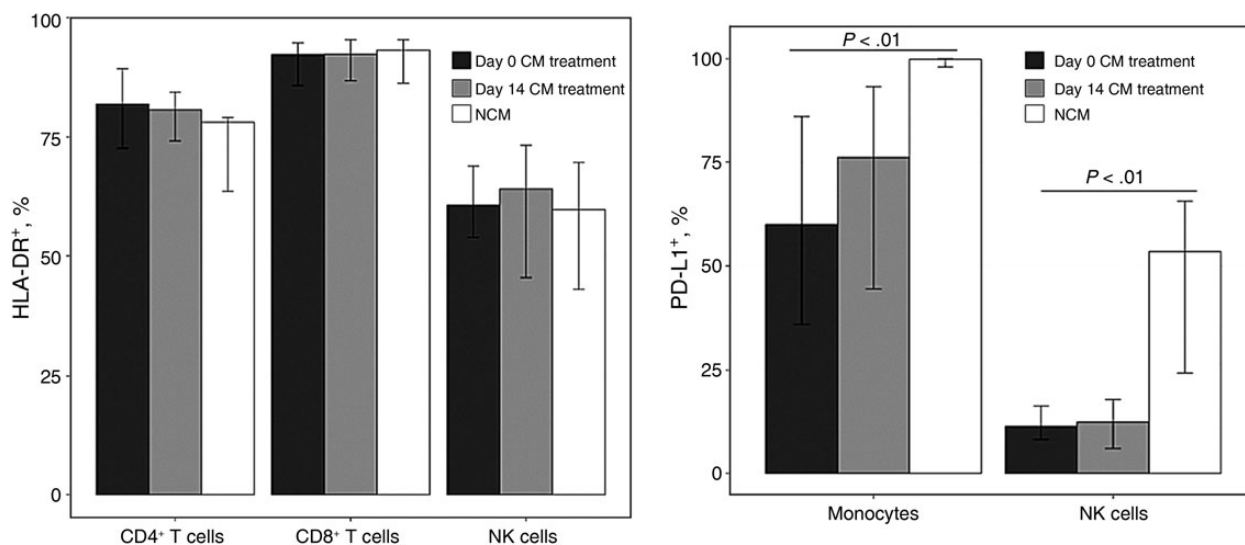 100
75
50
25
0
HLA-DR⁺, %
Day 0 CM treatment
Day 14 CM treatment
NCM
CD4⁺ T cells
CD8⁺ T cells
NK cells
100
75
50
25
0
PD-L1⁺, %
P < .01
Day 0 CM treatment
Day 14 CM treatment
NCM
P < .01
Monocytes
NK cells